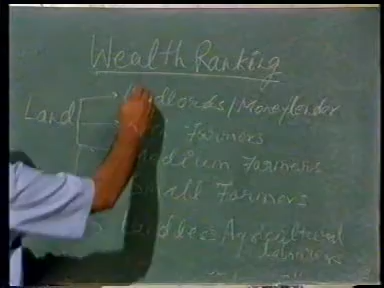 Wealth Ranking
Land
Landlords/Moneylender
Farmers
Medium Farmers
Small Farmers
Landless Agricultural
labourers